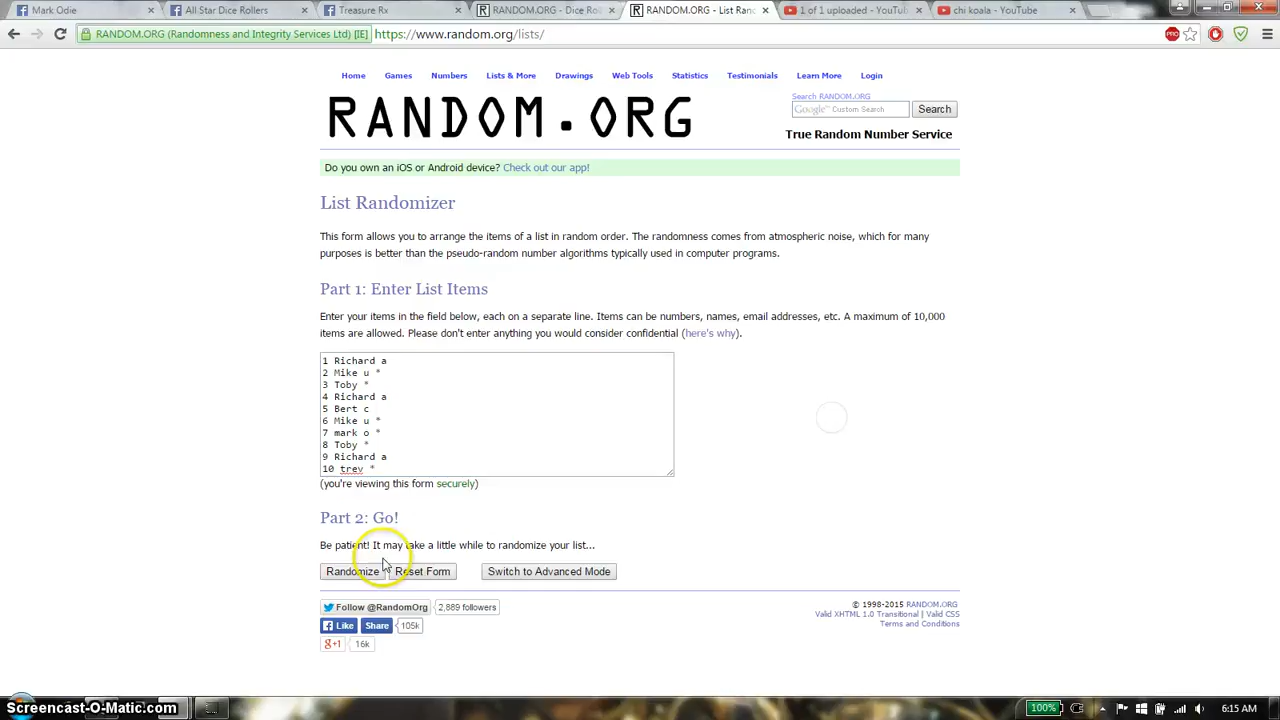 Mark Odie
All Star Dice Rollers
Treasure Rx
RANDOM.ORG - Dice Ro
RANDOM.ORG - List Ran
1 of 1 uploaded - YouTu
chi koala - YouTube
RANDOM.ORG (Randomness and Integrity Services Ltd) [IE]
https://www.random.org/lists/
PRO
Home Games Numbers Lists & More Drawings Web Tools Statistics Testimonials Learn More Login
RANDOM.ORG
Search RANDOM.ORG
Google™ Custom Search
Search
True Random Number Service
Do you own an iOS or Android device? Check out our app!
List Randomizer
This form allows you to arrange the items of a list in random order. The randomness comes from atmospheric noise, which for many
purposes is better than the pseudo-random number algorithms typically used in computer programs.
Part 1: Enter List Items
Enter your items in the field below, each on a separate line. Items can be numbers, names, email addresses, etc. A maximum of 10,000
items are allowed. Please don't enter anything you would consider confidential (here's why).
1 Richard a
2 Mike u *
3 Toby *
4 Richard a
5 Bert c
6 Mike u *
7 mark o *
8 Toby *
9 Richard a
10 trev *
(you're viewing this form securely)
Part 2: Go!
Be patient! It may take a little while to randomize your list...
Randomize
Reset Form
Switch to Advanced Mode
Follow @RandomOrg
2,889 followers
Like
Share
105k
g+1
16k
© 1998-2015 RANDOM.ORG
Valid XHTML 1.0 Transitional | Valid CSS
Terms and Conditions
Screencast-O-Matic.com
100%
6:15 AM